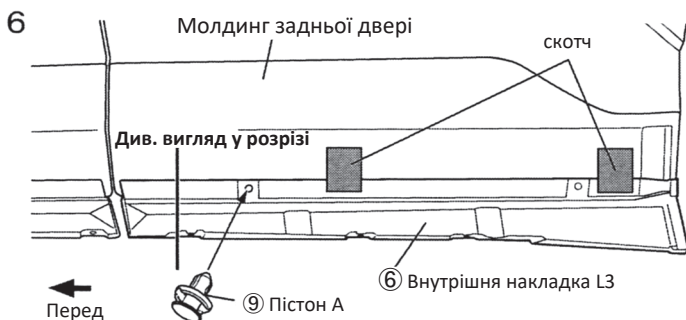 6
Молдинг задньої двері
скотч
Див. вигляд у розрізі
⑥ Внутрішня накладка L3
⑨ Пістон А
Перед